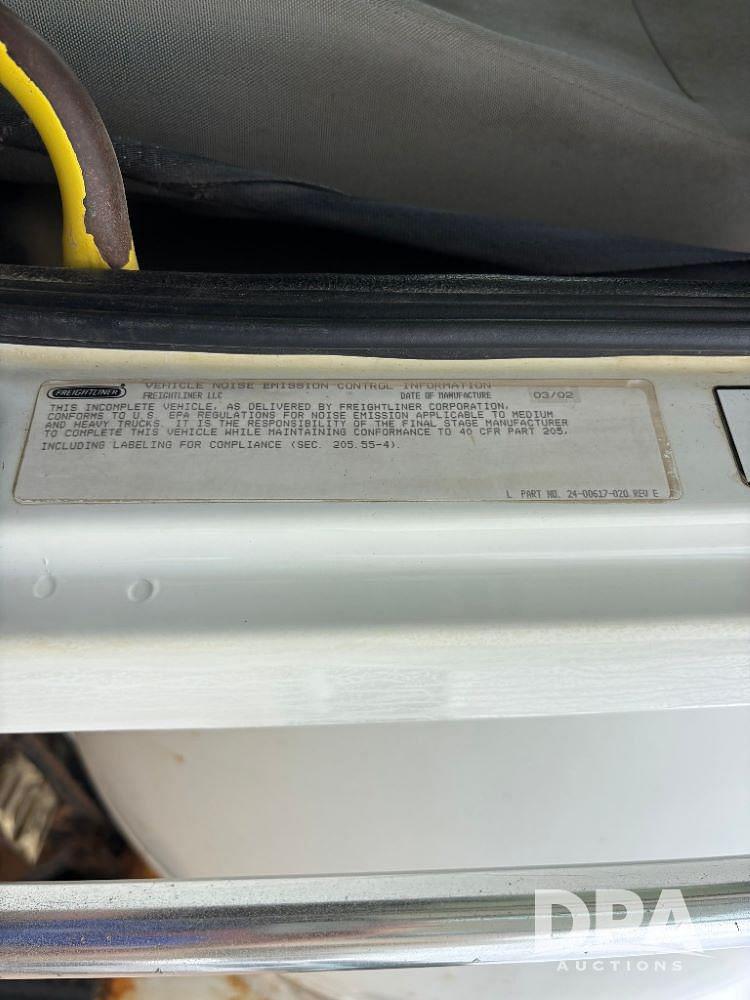 FREIGHTLINER
VEHICLE NOISE EMISSION CONTROL INFORMATION
FREIGHTLINER LLC DATE OF MANUFACTURE 03/02
THIS INCOMPLETE VEHICLE, AS DELIVERED BY FREIGHTLINER CORPORATION,
CONFORMS TO U.S. EPA REGULATIONS FOR NOISE EMISSION APPLICABLE TO MEDIUM
AND HEAVY TRUCKS. IT IS THE RESPONSIBILITY OF THE FINAL STAGE MANUFACTURER
TO COMPLETE THIS VEHICLE WHILE MAINTAINING CONFORMANCE TO 40 CFR PART 205,
INCLUDING LABELING FOR COMPLIANCE (SEC. 205.55-4).
L PART NO. 24-00617-020 REV E
DPA
AUCTIONS